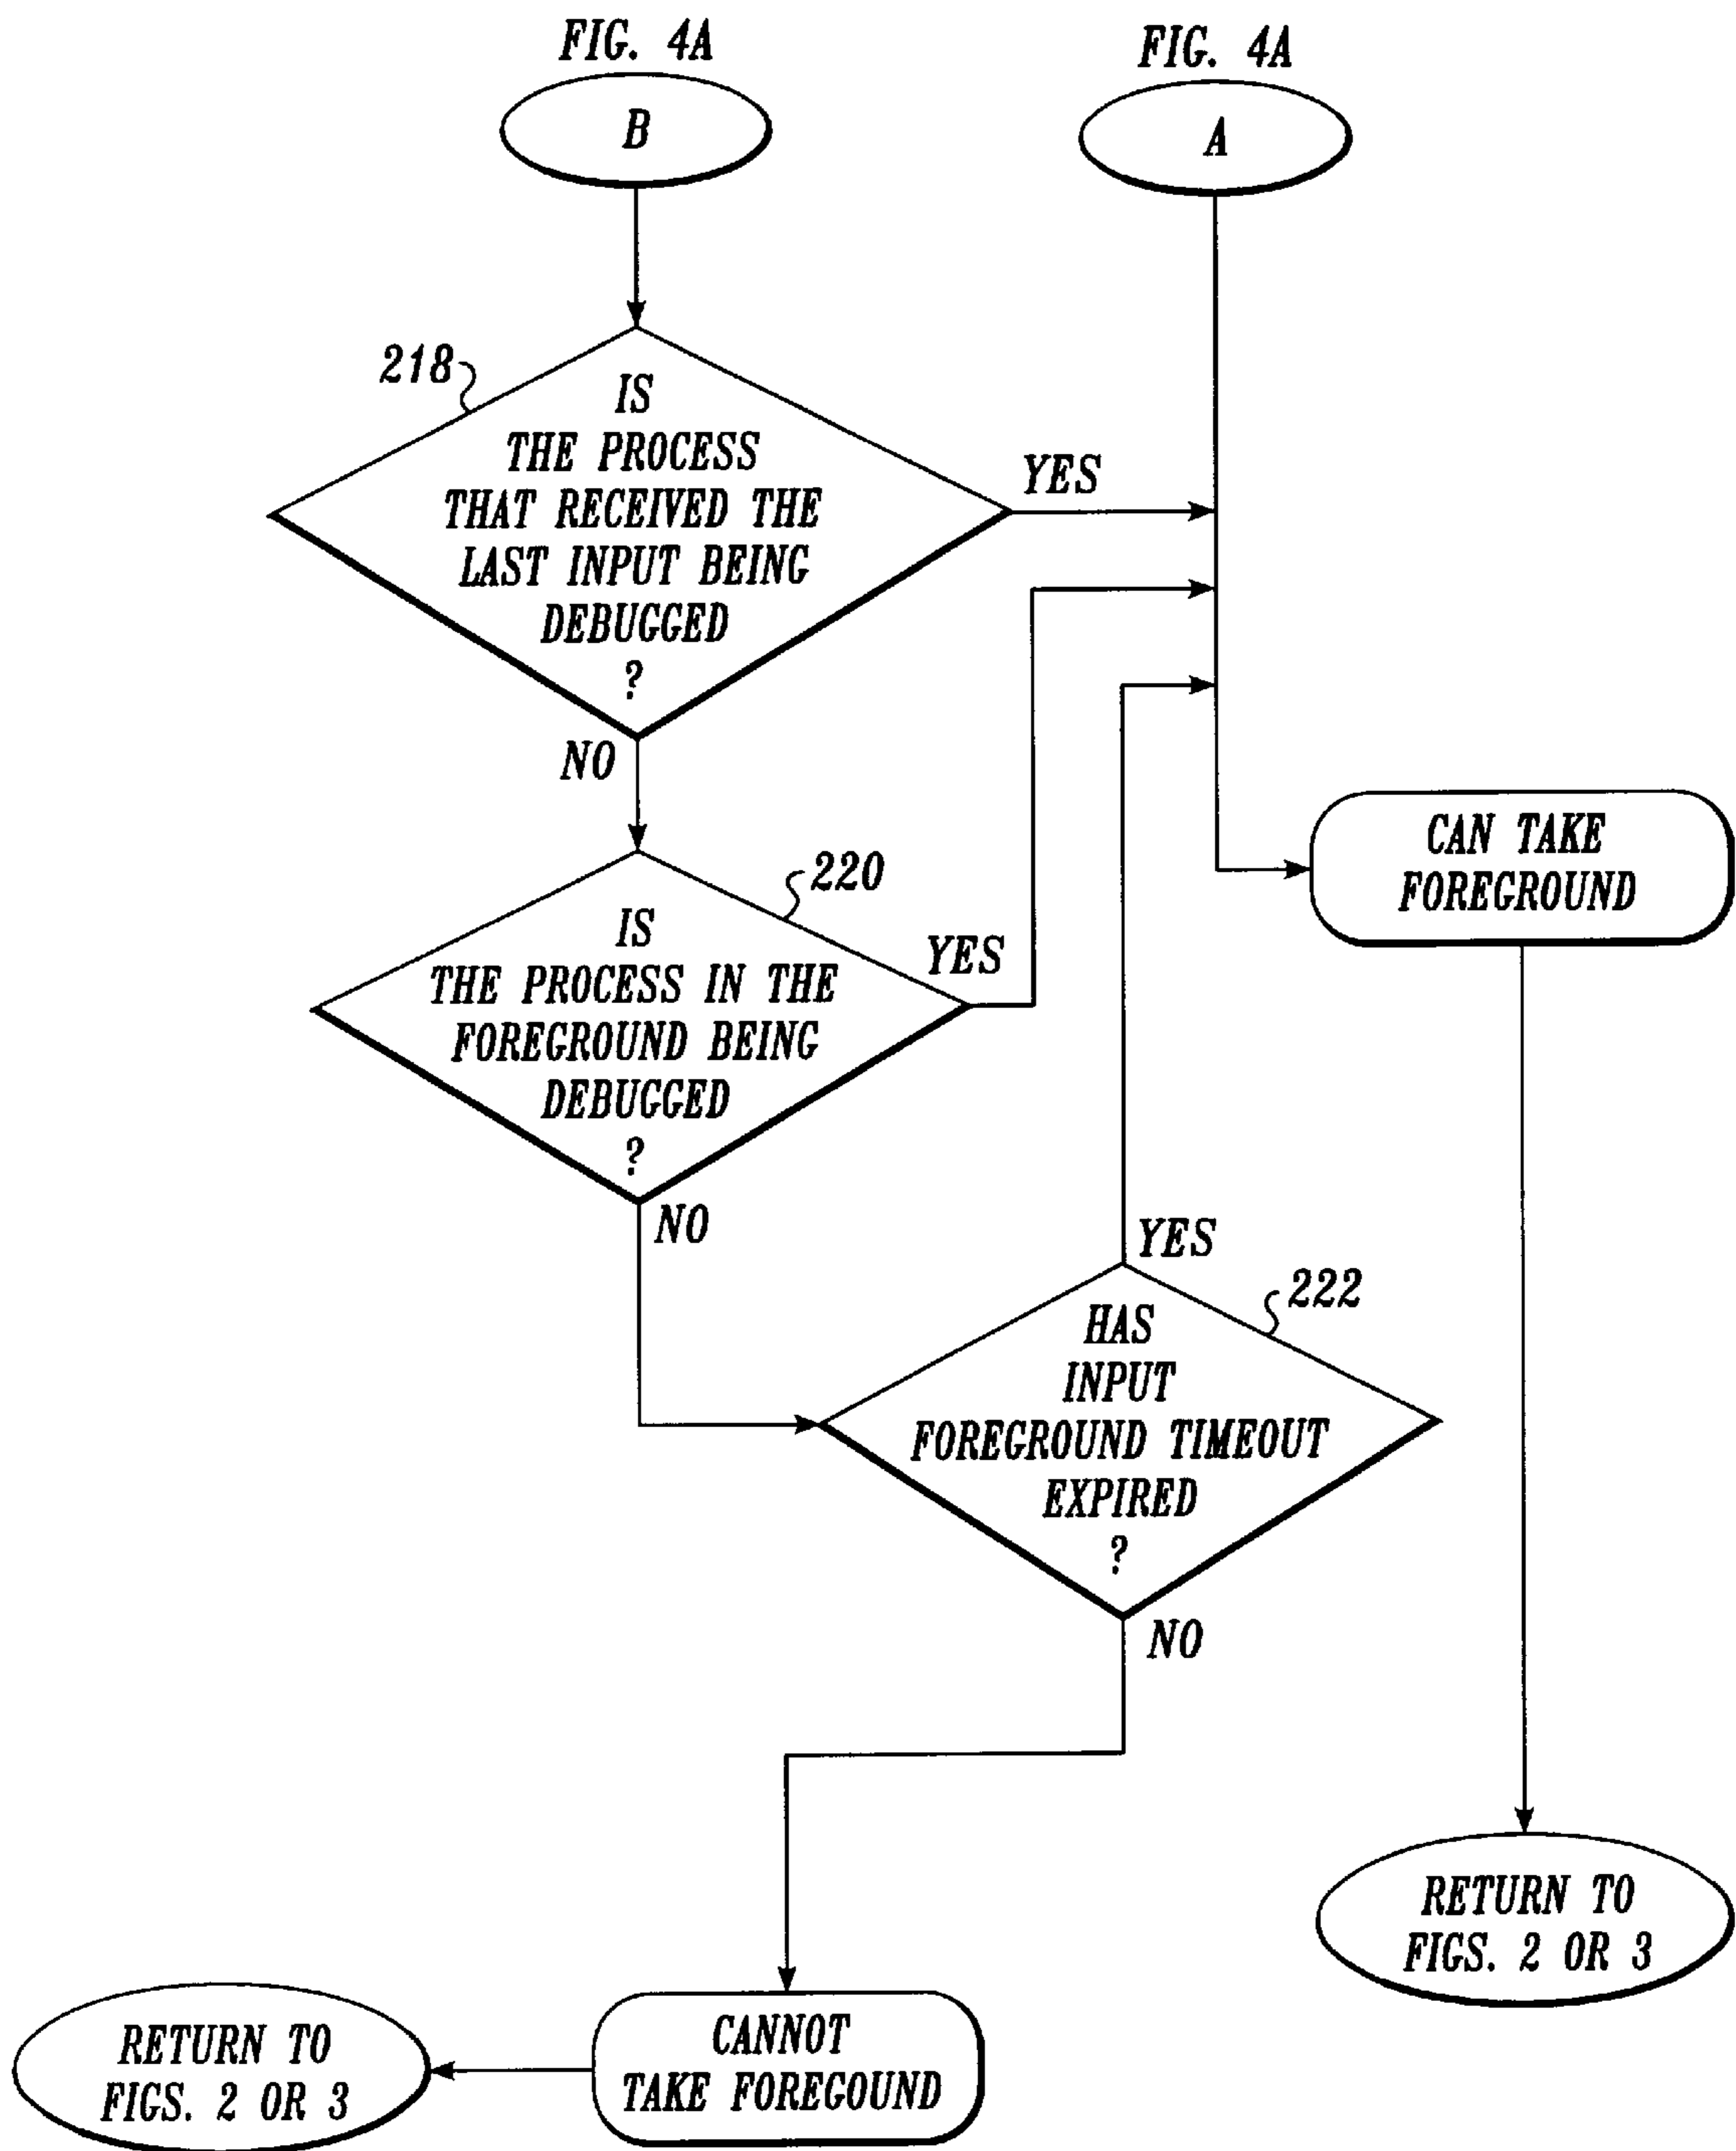 FIG. 4A
B
FIG. 4A
A
218
IS
THE PROCESS
THAT RECEIVED THE
LAST INPUT BEING
DEBUGGED
?
YES
NO
220
IS
THE PROCESS IN THE
FOREGROUND BEING
DEBUGGED
?
YES
NO
CAN TAKE
FOREGROUND
YES
222
HAS
INPUT
FOREGROUND TIMEOUT
EXPIRED
?
NO
RETURN TO
FIGS. 2 OR 3
CANNOT
TAKE FOREGOUND
RETURN TO
FIGS. 2 OR 3